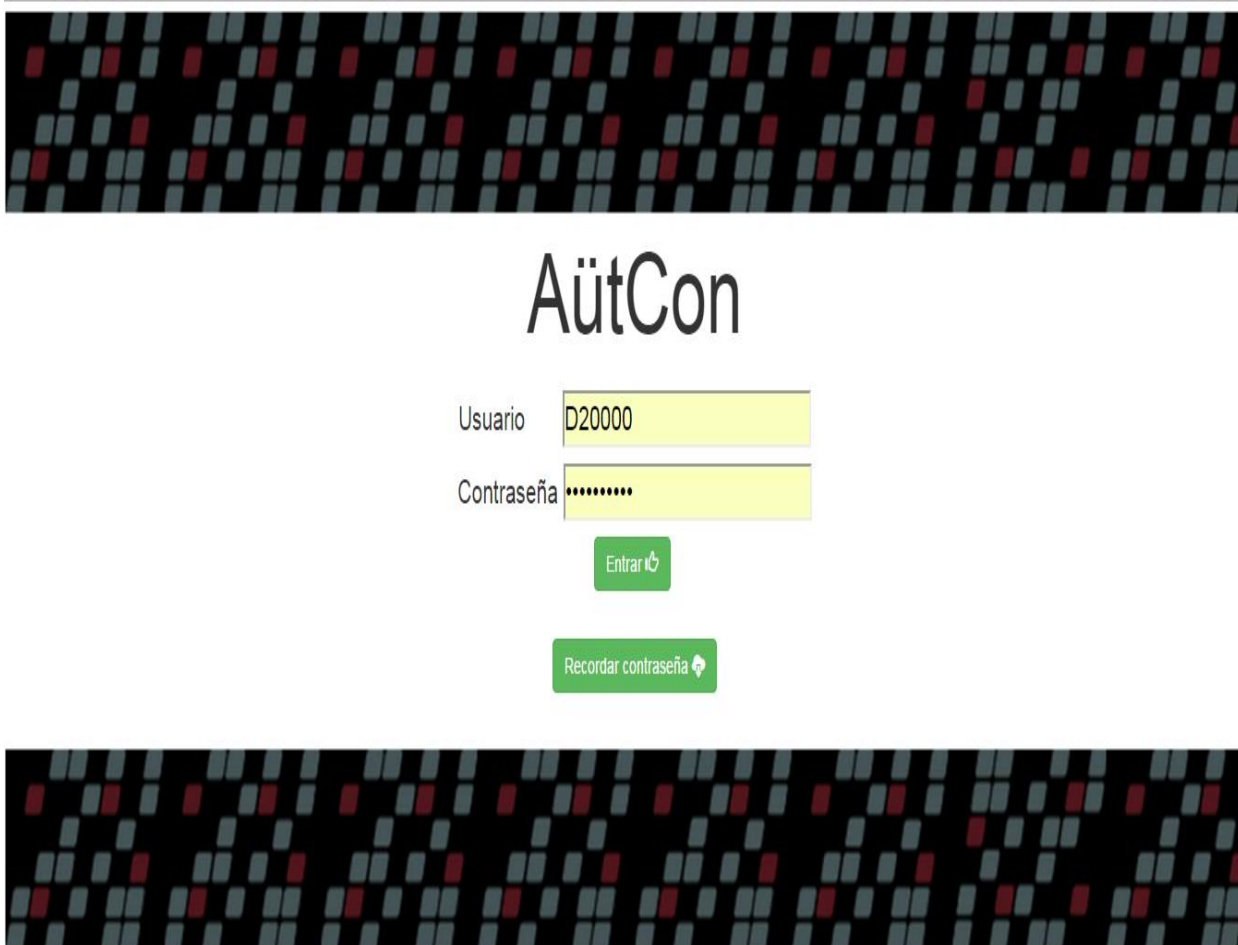 AütCon
Usuario D20000
Contraseña ••••••••••
Entrar
Recordar contraseña